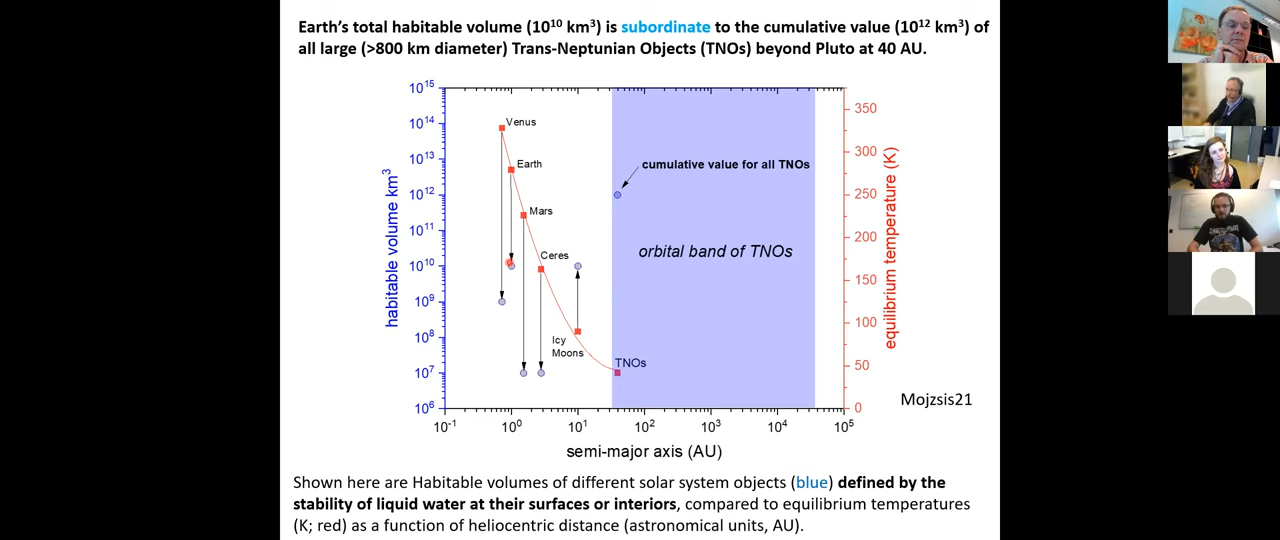 Earth's total habitable volume (10¹⁰ km³) is subordinate to the cumulative value (10¹² km³) of
all large (>800 km diameter) Trans-Neptunian Objects (TNOs) beyond Pluto at 40 AU.
10¹⁵
10¹⁴
10¹³
10¹²
10¹¹
10¹⁰
10⁹
10⁸
10⁷
10⁶
habitable volume km³
Venus
Earth
Mars
Ceres
Icy
Moons
TNOs
cumulative value for all TNOs
orbital band of TNOs
350
300
250
200
150
100
50
0
equilibrium temperature (K)
10⁻¹
10⁰
10¹
10²
10³
10⁴
10⁵
semi-major axis (AU)
Mojzsis21
Shown here are Habitable volumes of different solar system objects (blue) defined by the
stability of liquid water at their surfaces or interiors, compared to equilibrium temperatures
(K; red) as a function of heliocentric distance (astronomical units, AU).